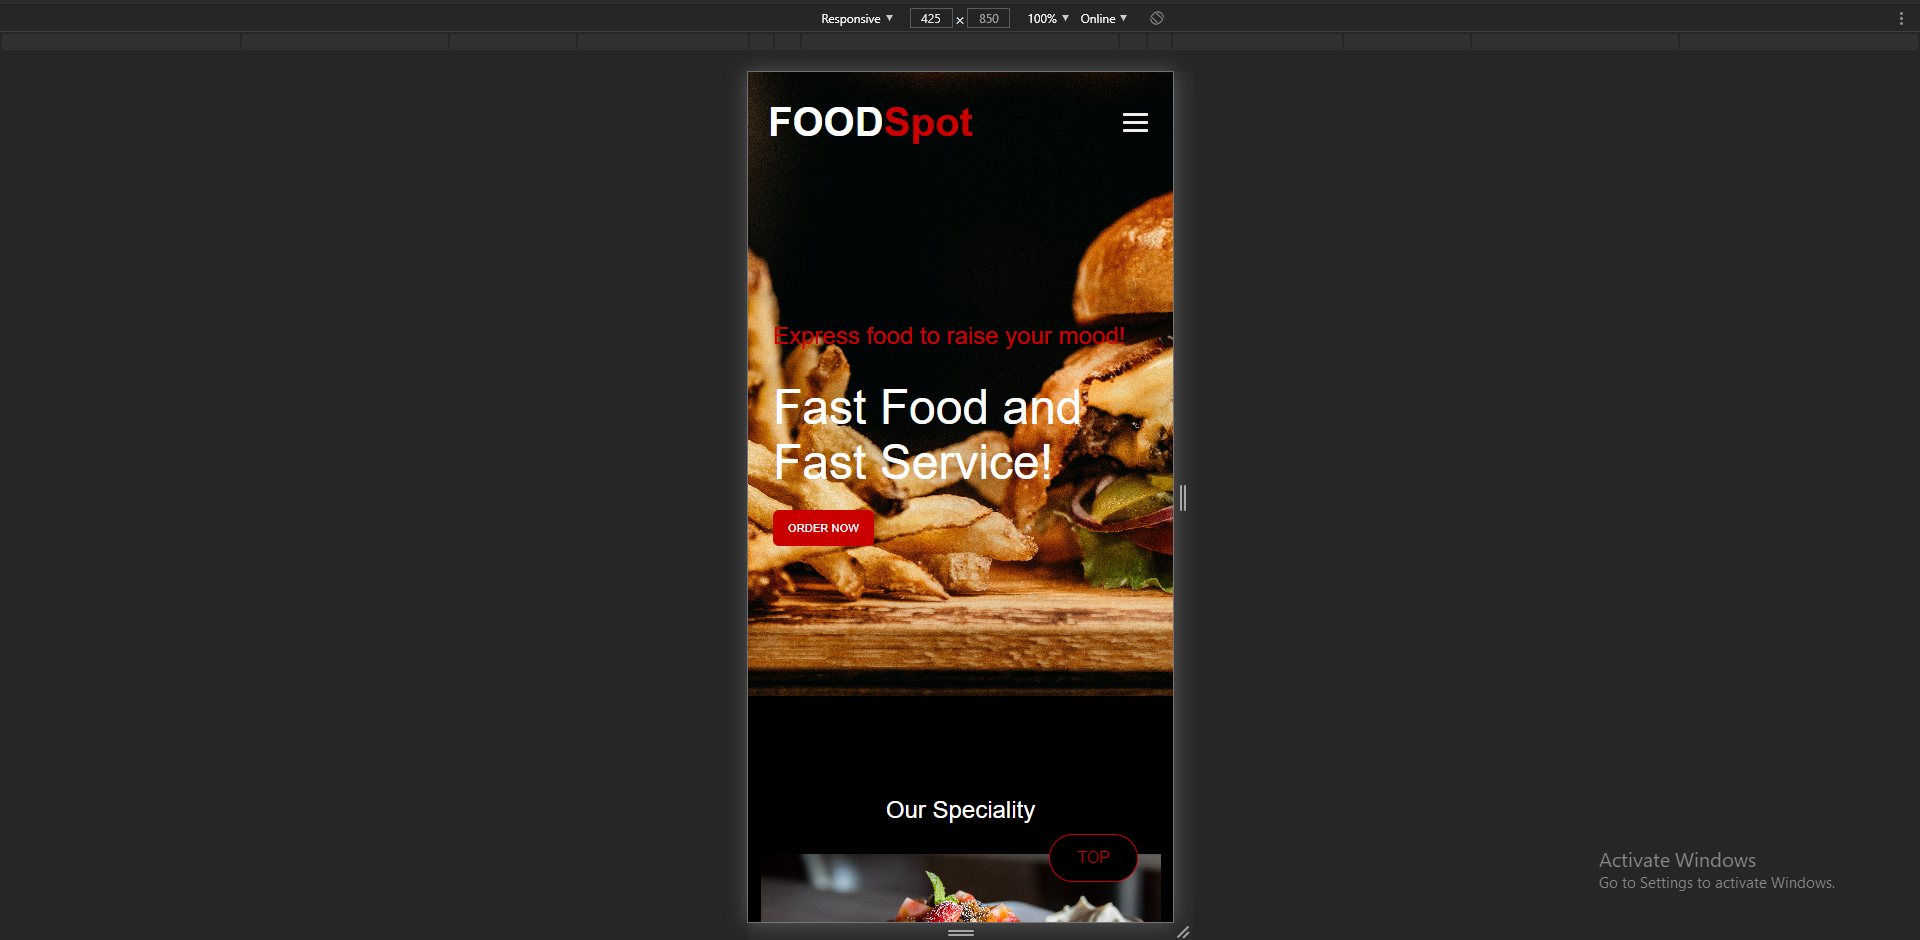 Responsive ▼ 425 × 850 100% ▼ Online ▼
FOODSpot
Express food to raise your mood!
Fast Food and
Fast Service!
ORDER NOW
Our Speciality
TOP
Activate Windows
Go to Settings to activate Windows.